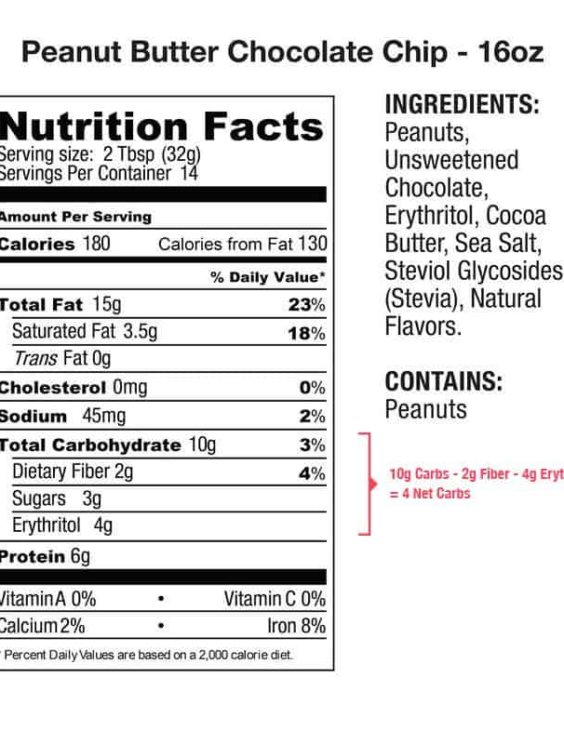 Peanut Butter Chocolate Chip - 16oz
Nutrition Facts
Serving size: 2 Tbsp (32g)
Servings Per Container 14
Amount Per Serving
Calories 180 Calories from Fat 130
% Daily Value*
Total Fat 15g 23%
Saturated Fat 3.5g 18%
Trans Fat 0g
Cholesterol 0mg 0%
Sodium 45mg 2%
Total Carbohydrate 10g 3%
Dietary Fiber 2g 4%
Sugars 3g
Erythritol 4g
Protein 6g
Vitamin A 0% • Vitamin C 0%
Calcium 2% • Iron 8%
* Percent Daily Values are based on a 2,000 calorie diet.
INGREDIENTS:
Peanuts,
Unsweetened
Chocolate,
Erythritol, Cocoa
Butter, Sea Salt,
Steviol Glycosides
(Stevia), Natural
Flavors.
CONTAINS:
Peanuts
10g Carbs - 2g Fiber - 4g Eryt
= 4 Net Carbs